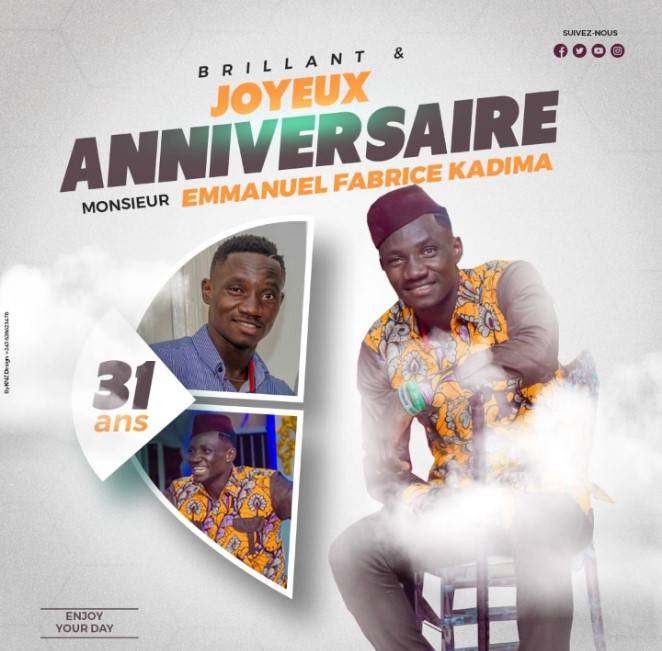 SUIVEZ-NOUS
BRILLANT &
JOYEUX
ANNIVERSAIRE
MONSIEUR EMMANUEL FABRICE KADIMA
31
ans
ENJOY
YOUR DAY